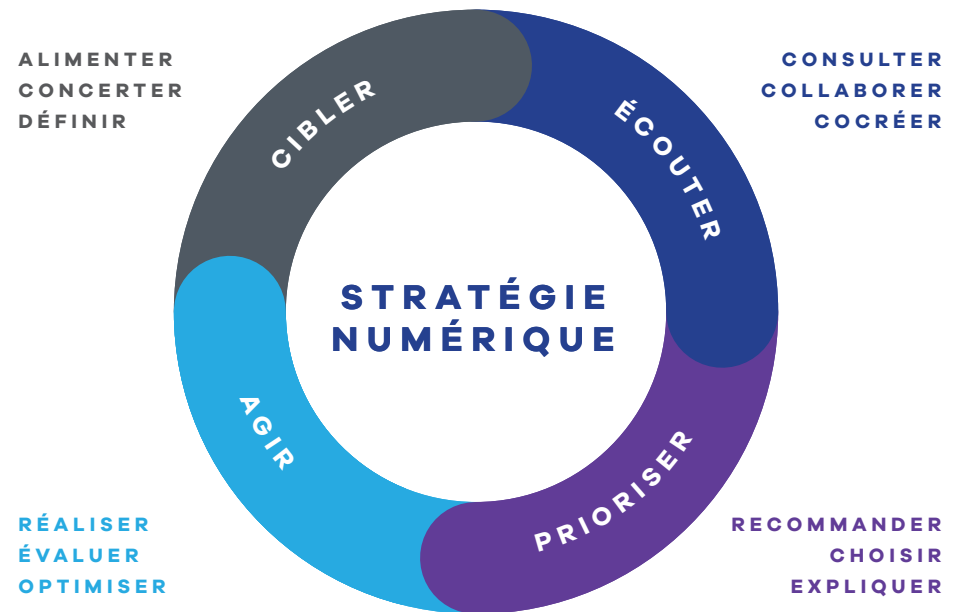 ALIMENTER
CONCERTER
DÉFINIR
CIBLER
ÉCOUTER
CONSULTER
COLLABORER
COCRÉER
STRATÉGIE
NUMÉRIQUE
AGIR
PRIORISER
RÉALISER
ÉVALUER
OPTIMISER
RECOMMANDER
CHOISIR
EXPLIQUER